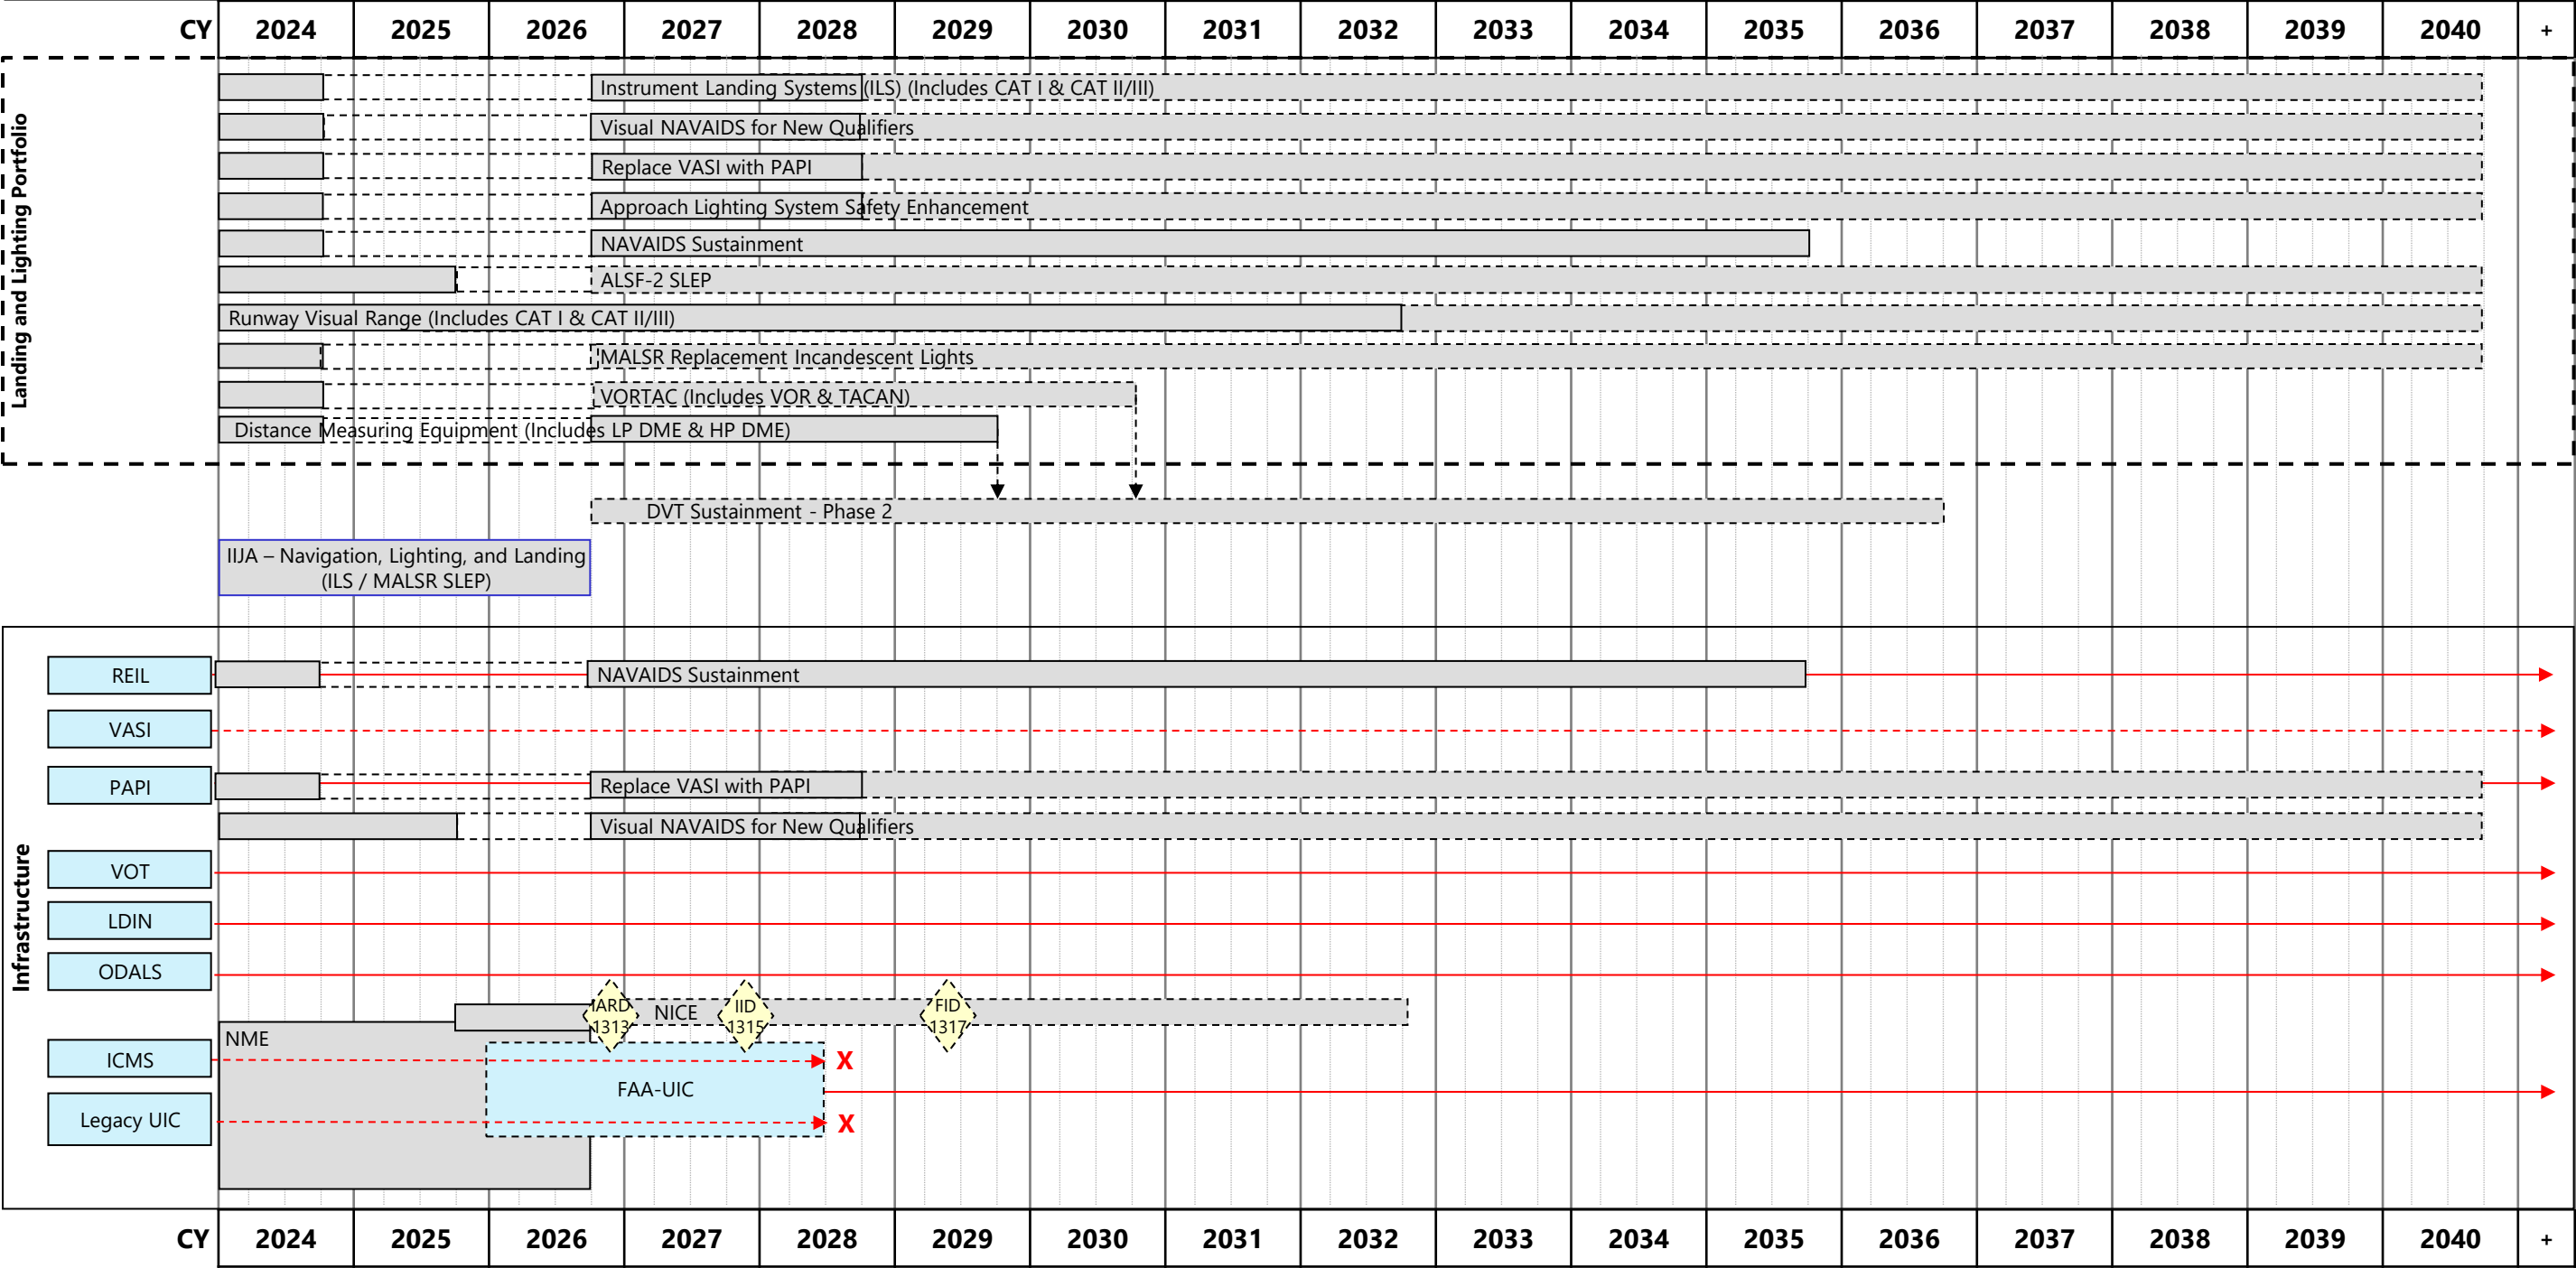 CY 2024 2025 2026 2027 2028 2029 2030 2031 2032 2033 2034 2035 2036 2037 2038 2039 2040 +
Landing and Lighting Portfolio
Instrument Landing Systems (ILS) (Includes CAT I & CAT II/III)
Visual NAVAIDS for New Qualifiers
Replace VASI with PAPI
Approach Lighting System Safety Enhancement
NAVAIDS Sustainment
ALSF-2 SLEP
Runway Visual Range (Includes CAT I & CAT II/III)
MALSR Replacement Incandescent Lights
VORTAC (Includes VOR & TACAN)
Distance Measuring Equipment (Includes LP DME & HP DME)
DVT Sustainment - Phase 2
IIJA – Navigation, Lighting, and Landing
(ILS / MALSR SLEP)
Infrastructure
REIL
NAVAIDS Sustainment
VASI
PAPI
Replace VASI with PAPI
Visual NAVAIDS for New Qualifiers
VOT
LDIN
ODALS
IARD
1313
NICE
IID
1315
FID
1317
NME
ICMS
X
FAA-UIC
Legacy UIC
X
CY 2024 2025 2026 2027 2028 2029 2030 2031 2032 2033 2034 2035 2036 2037 2038 2039 2040 +